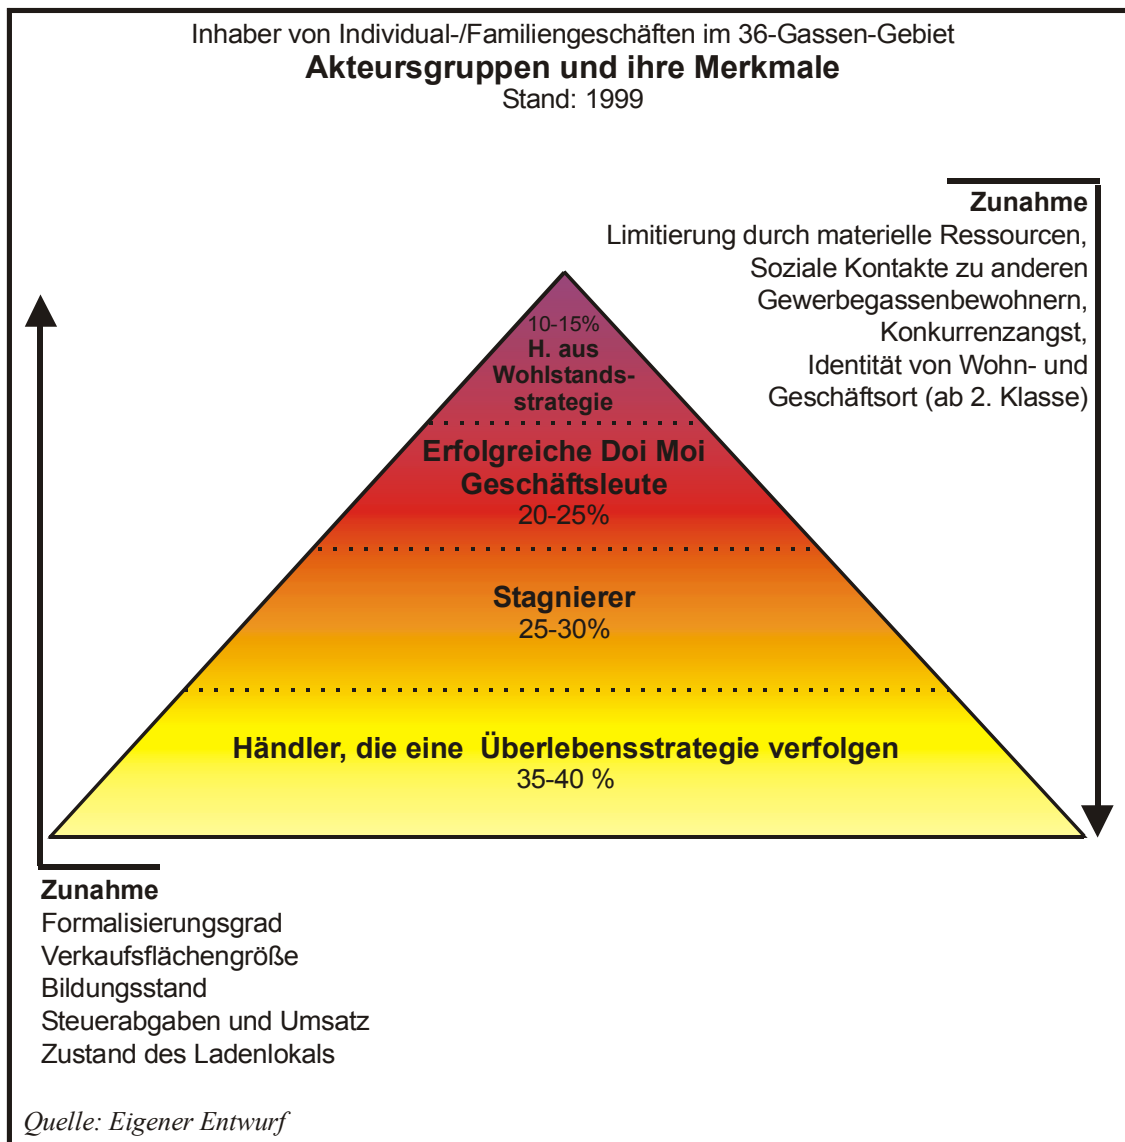 Inhaber von Individual-/Familiengeschäften im 36-Gassen-Gebiet
Akteursgruppen und ihre Merkmale
Stand: 1999
Zunahme
Limitierung durch materielle Ressourcen,
Soziale Kontakte zu anderen
Gewerbegassenbewohnern,
Konkurrenzangst,
Identität von Wohn- und
Geschäftsort (ab 2. Klasse)
10-15%
H. aus
Wohlstands-
strategie
Erfolgreiche Doi Moi
Geschäftsleute
20-25%
Stagnierer
25-30%
Händler, die eine Überlebensstrategie verfolgen
35-40 %
Zunahme
Formalisierungsgrad
Verkaufsflächengröße
Bildungsstand
Steuerabgaben und Umsatz
Zustand des Ladenlokals
Quelle: Eigener Entwurf